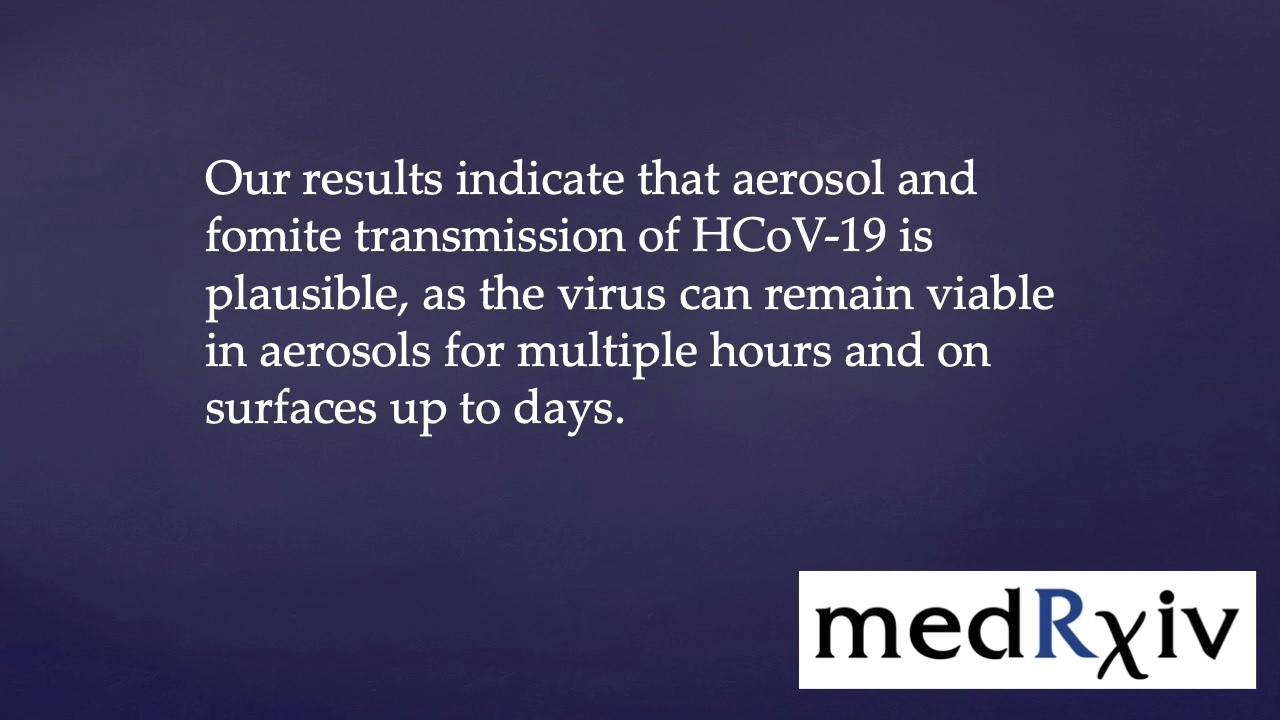 Our results indicate that aerosol and
fomite transmission of HCoV-19 is
plausible, as the virus can remain viable
in aerosols for multiple hours and on
surfaces up to days.
medRχiv